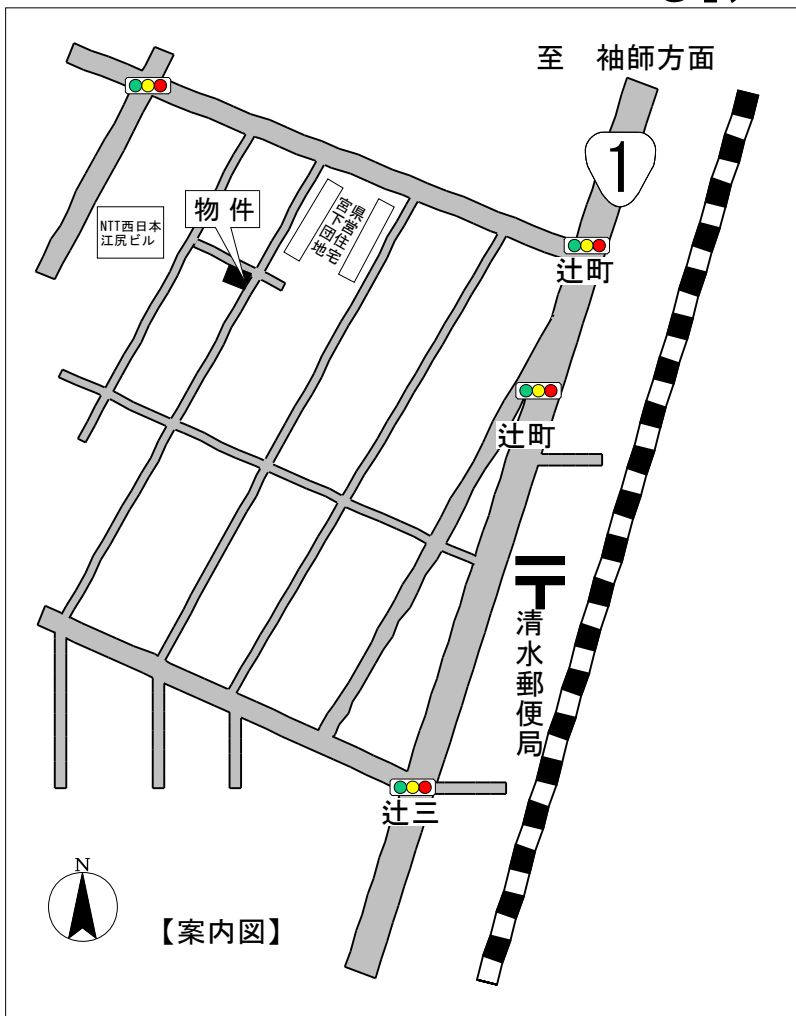 至 袖師方面
1
NTT西日本
江尻ビル
物件
県営住宅
宮下団地
辻町
辻町
〒
清水郵便局
辻三
N
【案内図】